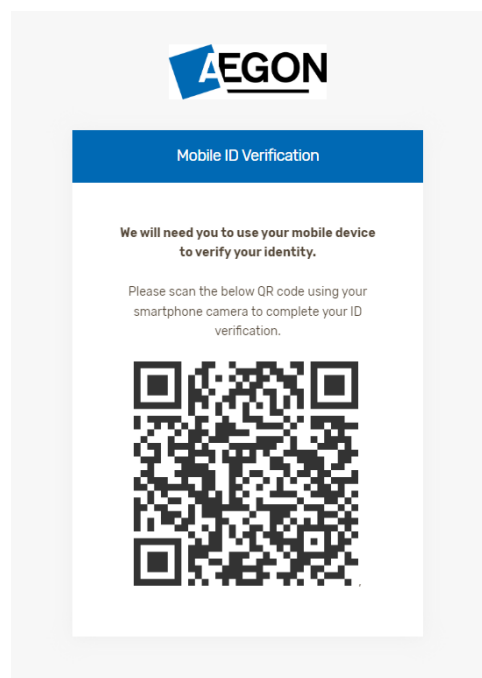 AEGON
Mobile ID Verification
We will need you to use your mobile device
to verify your identity.
Please scan the below QR code using your
smartphone camera to complete your ID
verification.
,